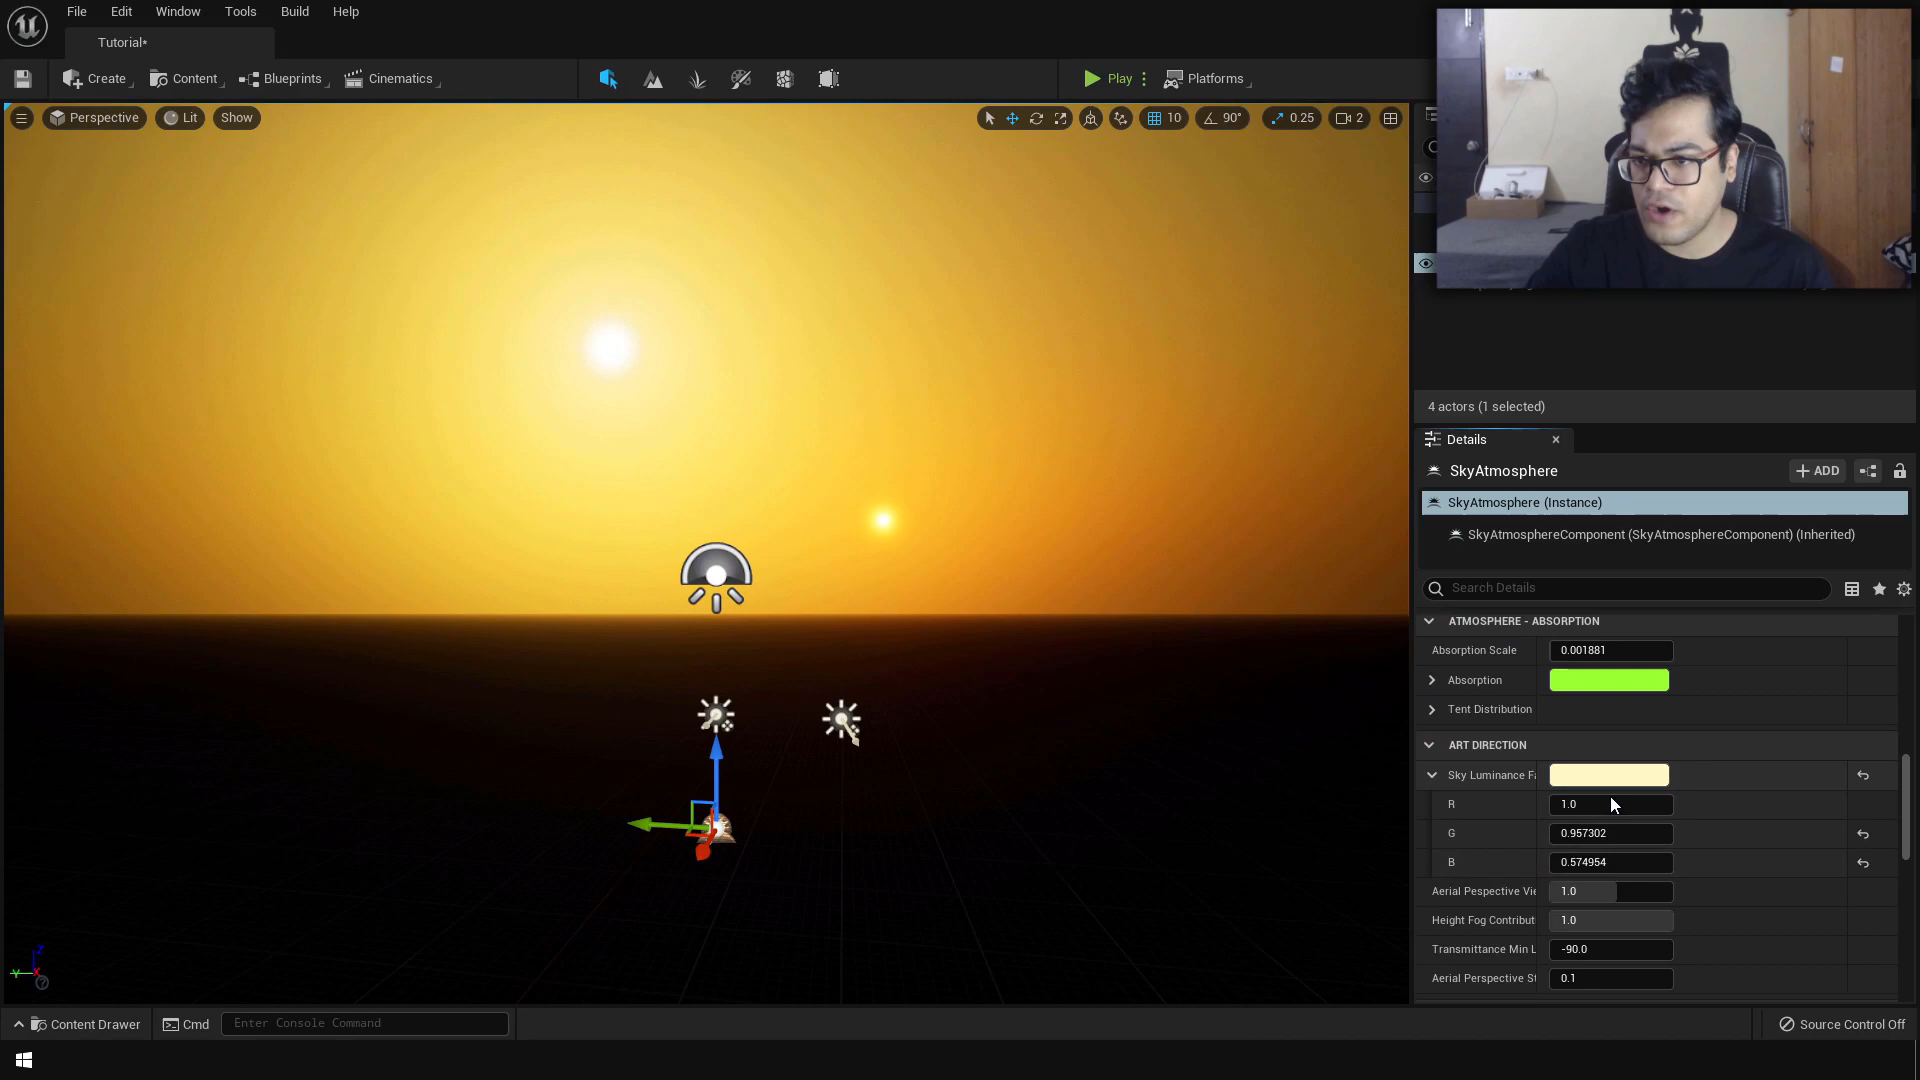 File Edit Window Tools Build Help
Tutorial*
Create Content Blueprints Cinematics Play Platforms
Perspective Lit Show 10 90° 0.25 2
4 actors (1 selected)
Details
SkyAtmosphere ADD
SkyAtmosphere (Instance)
SkyAtmosphereComponent (SkyAtmosphereComponent) (Inherited)
Search Details
ATMOSPHERE - ABSORPTION
Absorption Scale 0.001881
Absorption
Tent Distribution
ART DIRECTION
Sky Luminance Fa
R 1.0
G 0.957302
B 0.574954
Aerial Pespective Vie 1.0
Height Fog Contribut 1.0
Transmittance Min L -90.0
Aerial Perspective St 0.1
Z
Y X
Content Drawer Cmd Enter Console Command Source Control Off